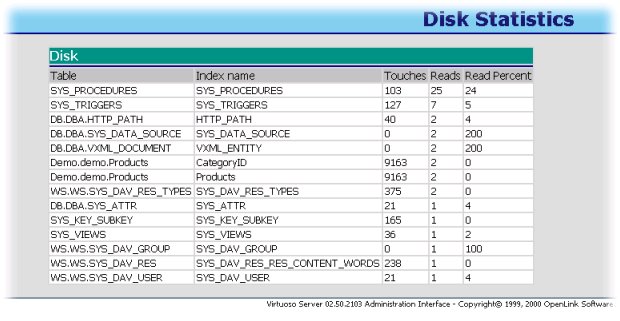 Disk Statistics
Disk
Table Index name Touches Reads Read Percent
SYS_PROCEDURES SYS_PROCEDURES 103 25 24
SYS_TRIGGERS SYS_TRIGGERS 127 7 5
DB.DBA.HTTP_PATH HTTP_PATH 40 2 4
DB.DBA.SYS_DATA_SOURCE SYS_DATA_SOURCE 0 2 200
DB.DBA.VXML_DOCUMENT VXML_ENTITY 0 2 200
Demo.demo.Products CategoryID 9163 2 0
Demo.demo.Products Products 9163 2 0
WS.WS.SYS_DAV_RES_TYPES SYS_DAV_RES_TYPES 375 2 0
DB.DBA.SYS_ATTR SYS_ATTR 21 1 4
SYS_KEY_SUBKEY SYS_KEY_SUBKEY 165 1 0
SYS_VIEWS SYS_VIEWS 36 1 2
WS.WS.SYS_DAV_GROUP SYS_DAV_GROUP 0 1 100
WS.WS.SYS_DAV_RES SYS_DAV_RES_RES_CONTENT_WORDS 238 1 0
WS.WS.SYS_DAV_USER SYS_DAV_USER 21 1 4
Virtuoso Server 02.50.2103 Administration Interface - Copyright© 1999, 2000 OpenLink Software